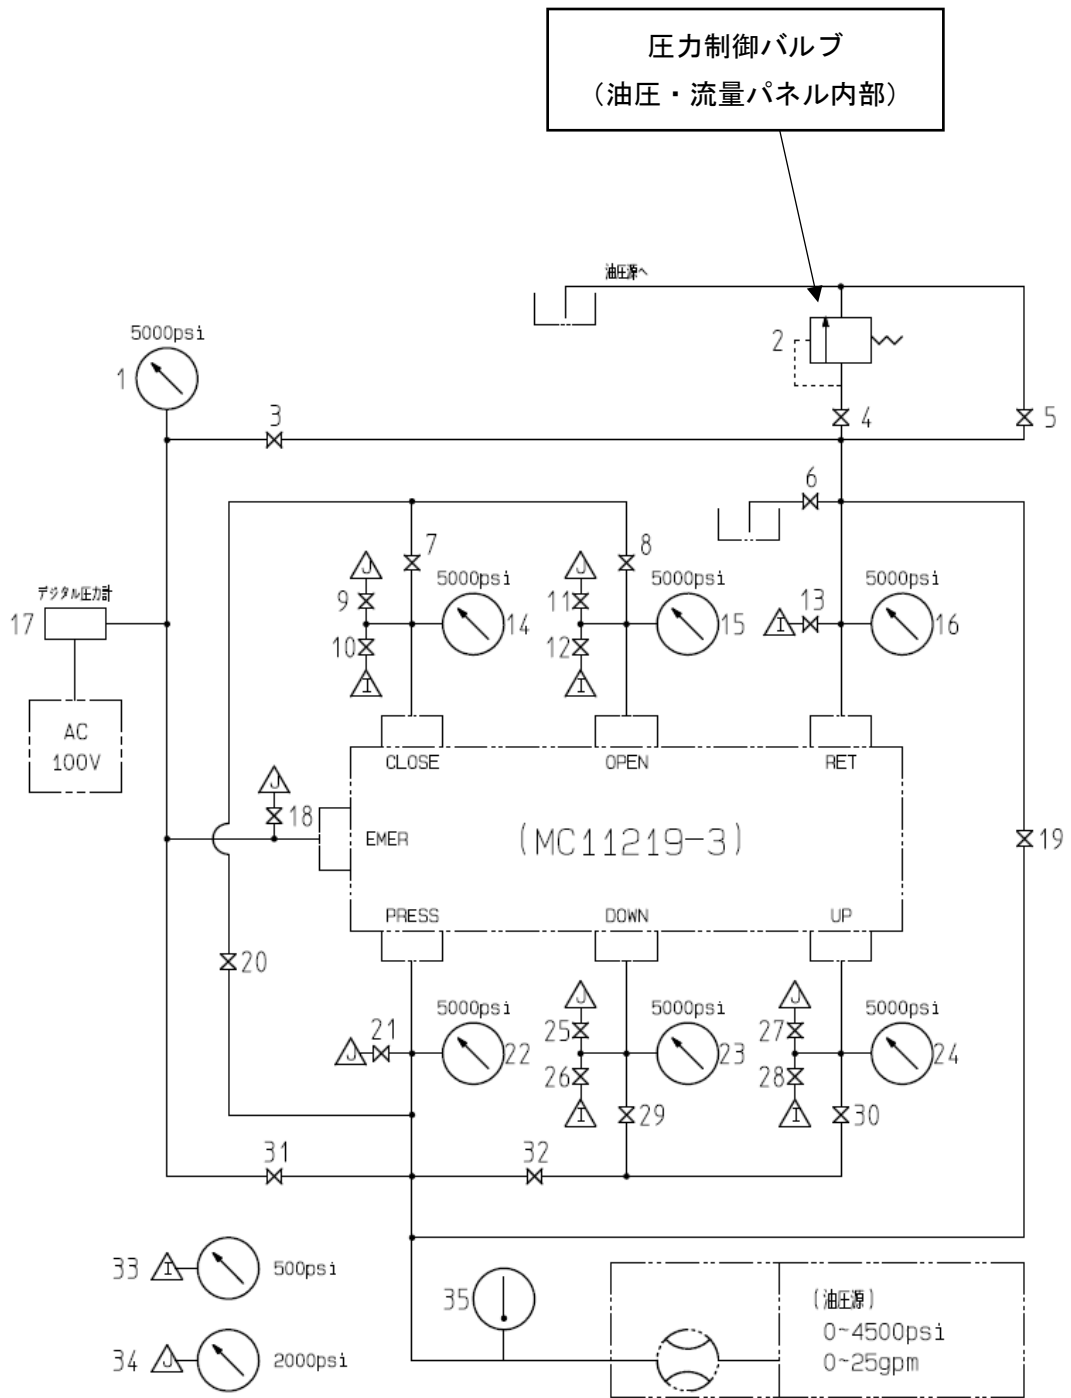 圧力制御バルブ
（油圧・流量パネル内部）
油圧源へ
5000psi
1
2
3
4
5
6
7
8
J
J
5000psi
5000psi
5000psi
デジタル圧力計
17
9
11
13
I
14
15
16
10
12
I
I
AC
100V
CLOSE
OPEN
RET
J
18
EMER
(MC11219-3)
19
PRESS
DOWN
UP
20
J
J
5000psi
5000psi
5000psi
21
25
27
J
22
23
24
26
28
I
I
29
30
31
32
33
I
500psi
35
(油圧源)
0~4500psi
0~25gpm
34
J
2000psi